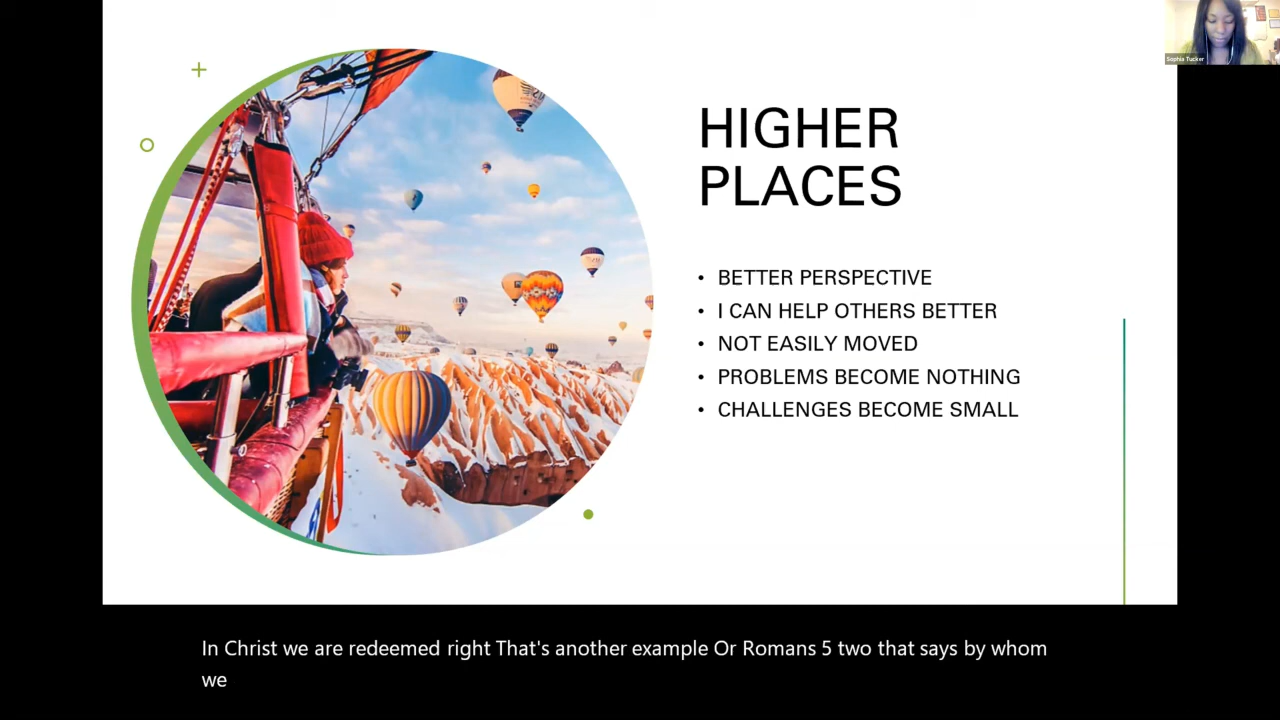 Sophia Tucker
HIGHER
PLACES
• BETTER PERSPECTIVE
• I CAN HELP OTHERS BETTER
• NOT EASILY MOVED
• PROBLEMS BECOME NOTHING
• CHALLENGES BECOME SMALL
In Christ we are redeemed right That's another example Or Romans 5 two that says by whom
we